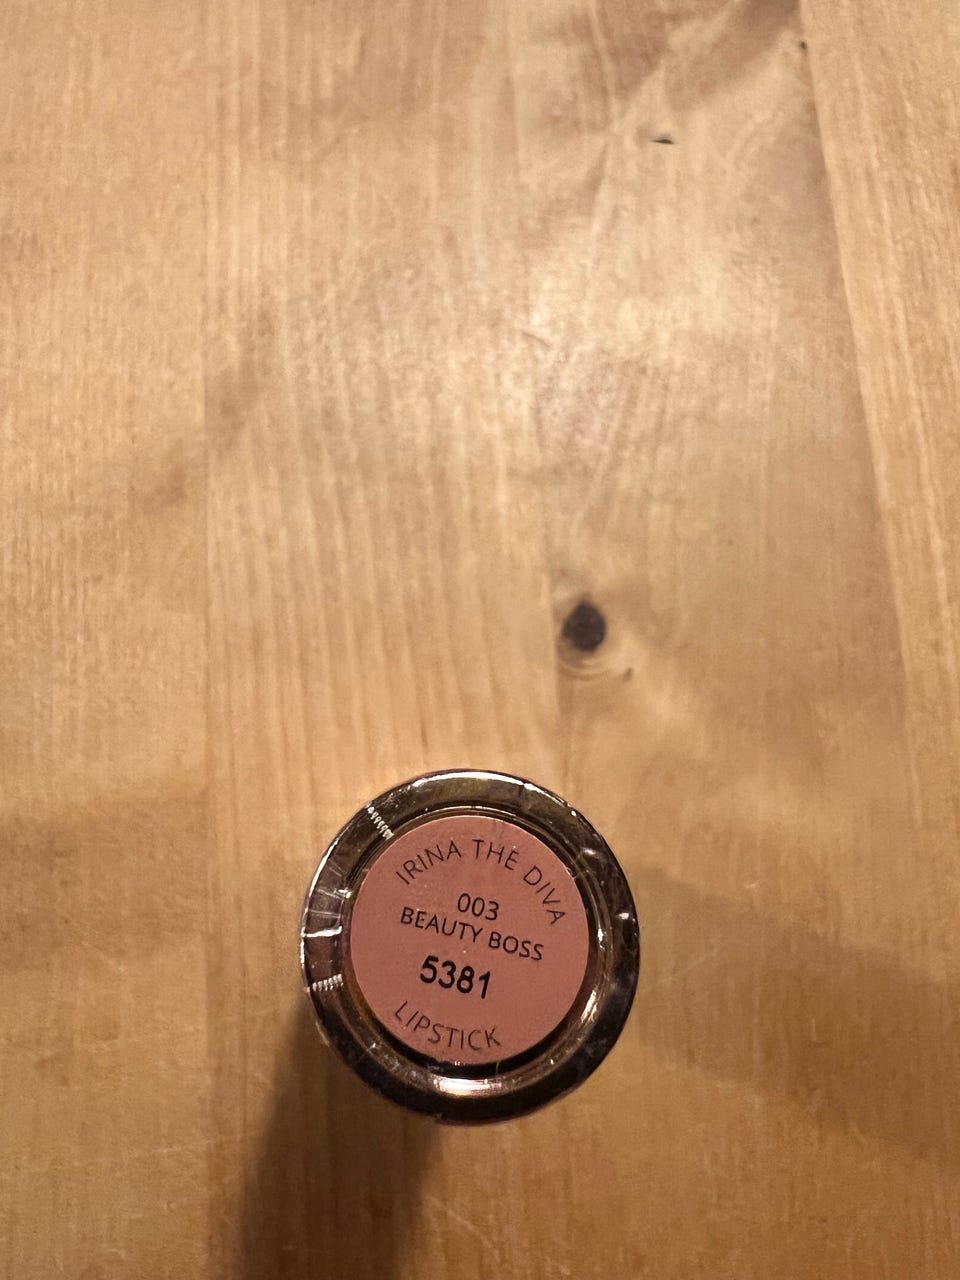 IRINA THE DIVA
003
BEAUTY BOSS
5381
LIPSTICK